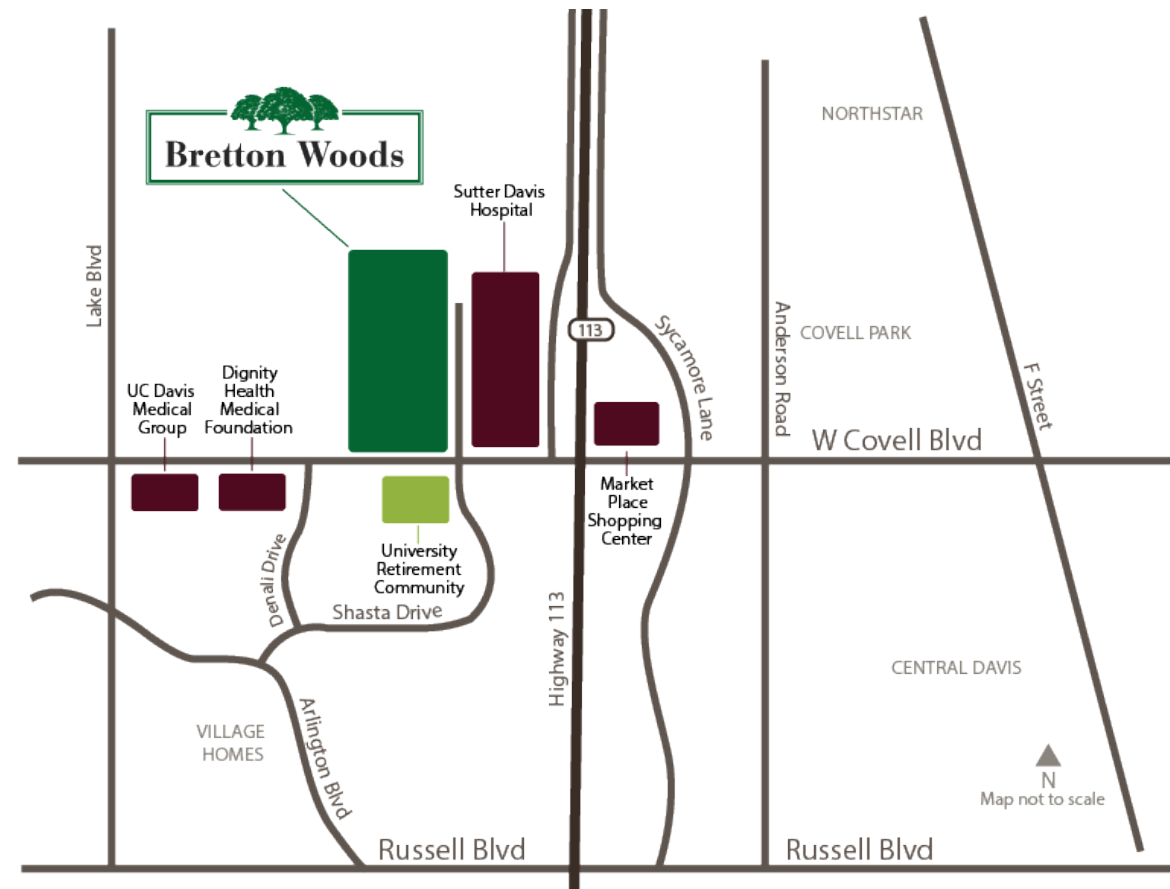 NORTHSTAR
Bretton Woods
Sutter Davis
Hospital
Lake Blvd
113
Sycamore Lane
Anderson Road
COVELL PARK
F Street
UC Davis
Medical
Group
Dignity
Health
Medical
Foundation
W Covell Blvd
Market
Place
Shopping
Center
University
Retirement
Community
Denali Drive
Shasta Drive
Highway 113
CENTRAL DAVIS
Arlington Blvd
VILLAGE
HOMES
N
Map not to scale
Russell Blvd
Russell Blvd